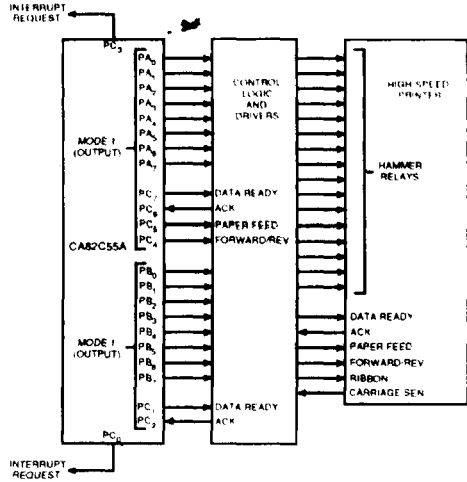 INTERRUPT
REQUEST
PC3
PA0
PA1
PA2
PA3
PA4
PA5
PA6
PA7
MODE 1
(OUTPUT)
PC7
PC6
PC5
PC4
CA82C55A
PB0
PB1
PB2
PB3
PB4
PB5
PB6
PB7
MODE 1
(OUTPUT)
PC1
PC2
PC0
INTERRUPT
REQUEST
CONTROL
LOGIC
AND
DRIVERS
DATA READY
ACK
PAPER FEED
FORWARD/REV
DATA READY
ACK
HIGH SPEED
PRINTER
HAMMER
RELAYS
DATA READY
ACK
PAPER FEED
FORWARD/REV
RIBBON
CARRIAGE SEN